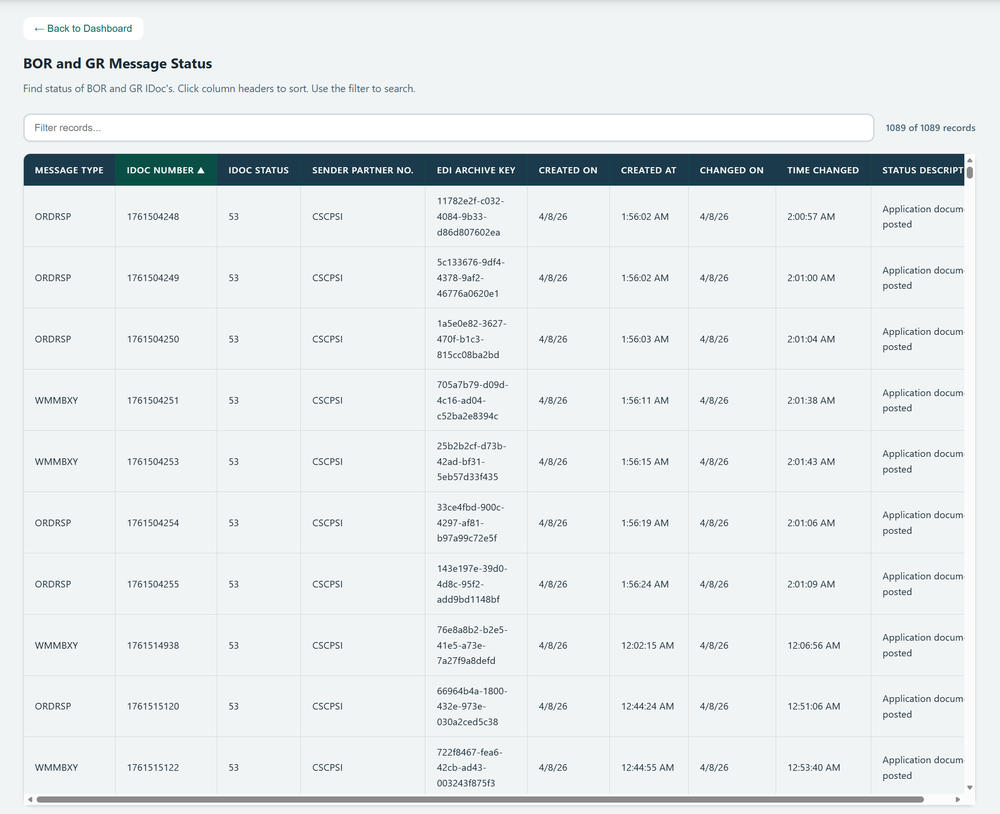 ← Back to Dashboard
BOR and GR Message Status
Find status of BOR and GR IDoc's. Click column headers to sort. Use the filter to search.
Filter records...
1089 of 1089 records
MESSAGE TYPE IDOC NUMBER ▲ IDOC STATUS SENDER PARTNER NO. EDI ARCHIVE KEY CREATED ON CREATED AT CHANGED ON TIME CHANGED STATUS DESCRIPT
11782e2f-c032-
Application docum
ORDRSP 1761504248 53 CSCPSI 4084-9b33- 4/8/26 1:56:02 AM 4/8/26 2:00:57 AM
posted
d86d807602ea
5c133676-9df4-
Application docum
ORDRSP 1761504249 53 CSCPSI 4378-9af2- 4/8/26 1:56:02 AM 4/8/26 2:01:00 AM
posted
46776a0620e1
1a5e0e82-3627-
Application docum
ORDRSP 1761504250 53 CSCPSI 470f-b1c3- 4/8/26 1:56:03 AM 4/8/26 2:01:04 AM
posted
815cc08ba2bd
705a7b79-d09d-
Application docum
WMMBXY 1761504251 53 CSCPSI 4c16-ad04- 4/8/26 1:56:11 AM 4/8/26 2:01:38 AM
posted
c52ba2e8394c
25b2b2cf-d73b-
Application docum
WMMBXY 1761504253 53 CSCPSI 42ad-bf31- 4/8/26 1:56:15 AM 4/8/26 2:01:43 AM
posted
5eb57d33f435
33ce4fbd-900c-
Application docum
ORDRSP 1761504254 53 CSCPSI 4297-af81- 4/8/26 1:56:19 AM 4/8/26 2:01:06 AM
posted
b97a99c72e5f
143e197e-39d0-
Application docum
ORDRSP 1761504255 53 CSCPSI 4d8c-95f2- 4/8/26 1:56:24 AM 4/8/26 2:01:09 AM
posted
add9bd1148bf
76e8a8b2-b2e5-
Application docum
WMMBXY 1761514938 53 CSCPSI 41e5-a73e- 4/8/26 12:02:15 AM 4/8/26 12:06:56 AM
posted
7a27f9a8defd
66964b4a-1800-
Application docum
ORDRSP 1761515120 53 CSCPSI 432e-973e- 4/8/26 12:44:24 AM 4/8/26 12:51:06 AM
posted
030a2ced5c38
722f8467-fea6-
Application docum
WMMBXY 1761515122 53 CSCPSI 42cb-ad43- 4/8/26 12:44:55 AM 4/8/26 12:53:40 AM
posted
003243f875f3